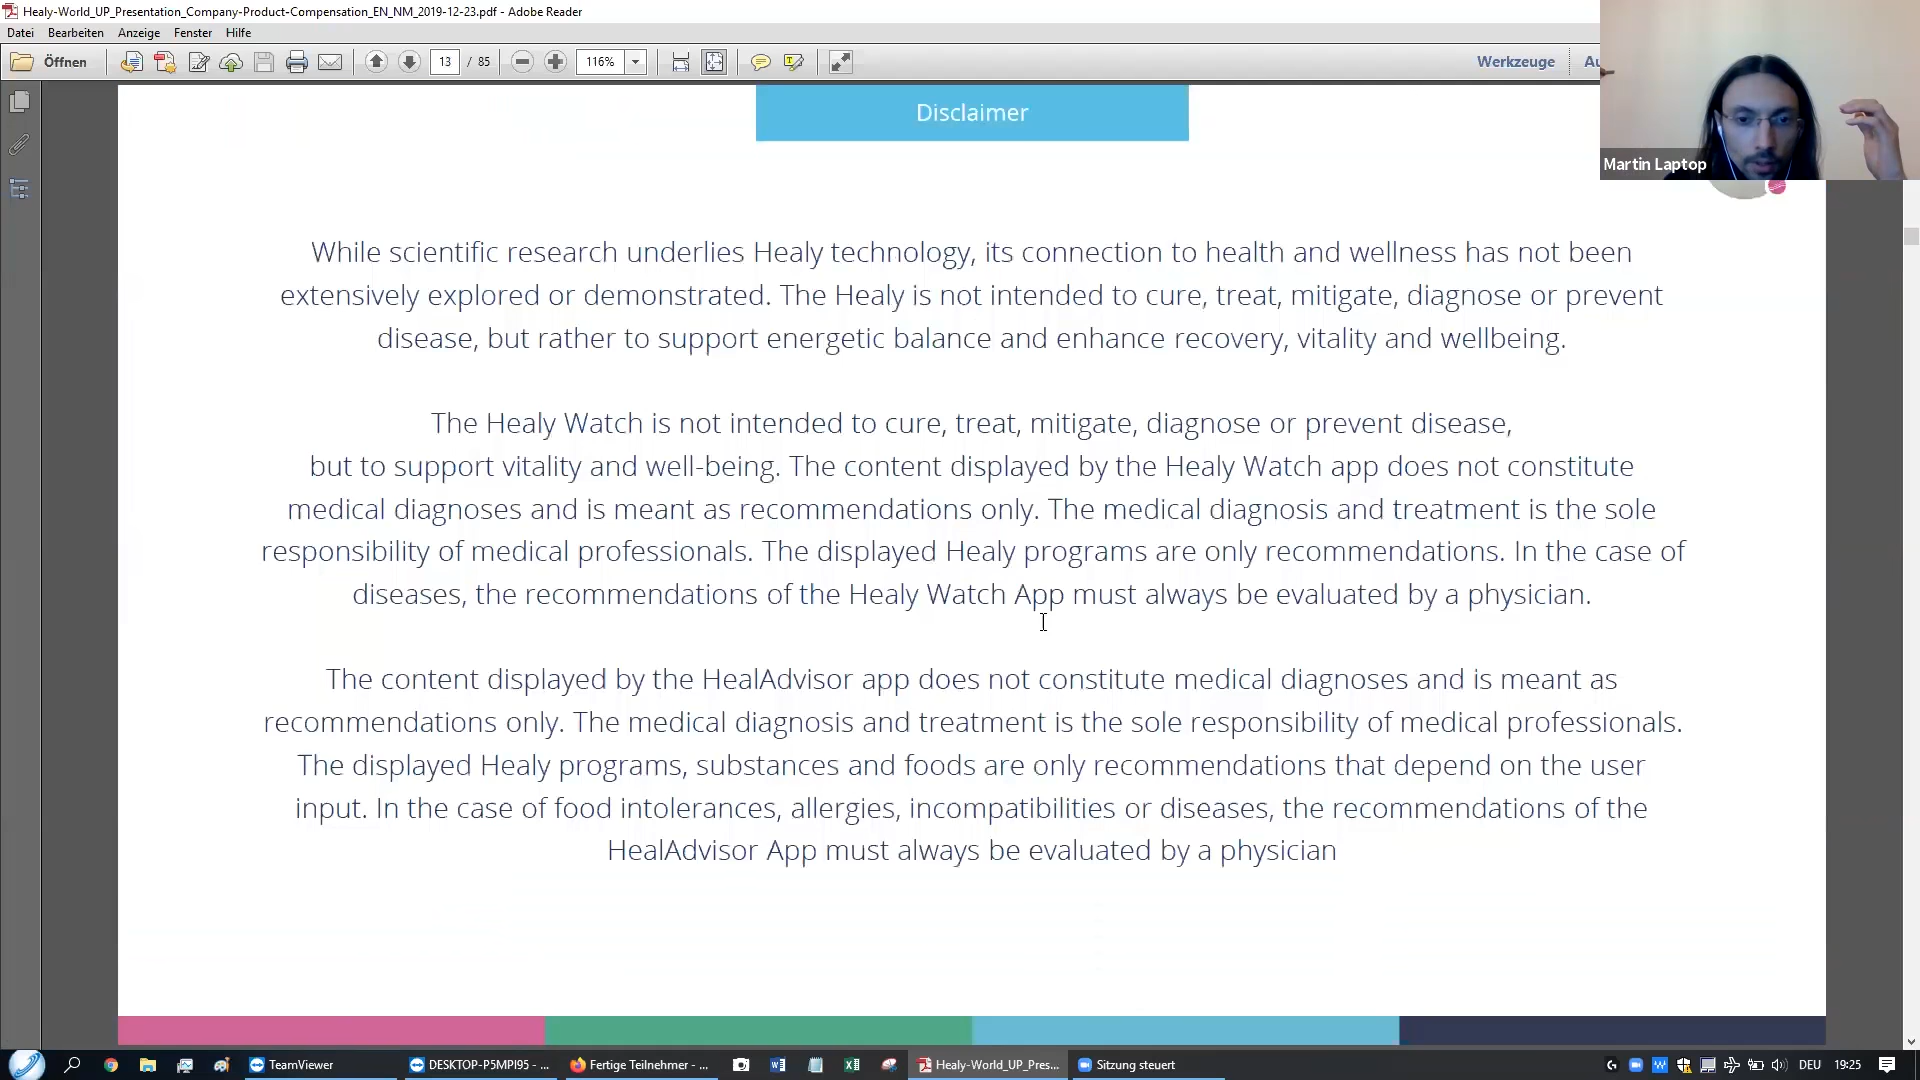 Healy-World_UP_Presentation_Company-Product-Compensation_EN_NM_2019-12-23.pdf - Adobe Reader
Datei Bearbeiten Anzeige Fenster Hilfe
Öffnen 13 / 85 116% Werkzeuge
Martin Laptop
Disclaimer
While scientific research underlies Healy technology, its connection to health and wellness has not been
extensively explored or demonstrated. The Healy is not intended to cure, treat, mitigate, diagnose or prevent
disease, but rather to support energetic balance and enhance recovery, vitality and wellbeing.
The Healy Watch is not intended to cure, treat, mitigate, diagnose or prevent disease,
but to support vitality and well-being. The content displayed by the Healy Watch app does not constitute
medical diagnoses and is meant as recommendations only. The medical diagnosis and treatment is the sole
responsibility of medical professionals. The displayed Healy programs are only recommendations. In the case of
diseases, the recommendations of the Healy Watch App must always be evaluated by a physician.
The content displayed by the HealAdvisor app does not constitute medical diagnoses and is meant as
recommendations only. The medical diagnosis and treatment is the sole responsibility of medical professionals.
The displayed Healy programs, substances and foods are only recommendations that depend on the user
input. In the case of food intolerances, allergies, incompatibilities or diseases, the recommendations of the
HealAdvisor App must always be evaluated by a physician
TeamViewer DESKTOP-P5MPI95 - ... Fertige Teilnehmer - ... Healy-World_UP_Pres... Sitzung steuert DEU 19:25